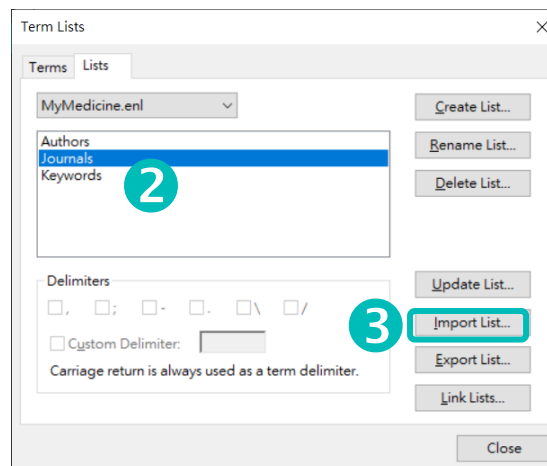 Term Lists
Terms Lists
MyMedicine.enl
Create List...
Authors
Journals
Keywords
2
Rename List...
Delete List...
Delimiters
, ; - . \ /
Custom Delimiter:
Carriage return is always used as a term delimiter.
Update List...
3
Import List...
Export List...
Link Lists...
Close